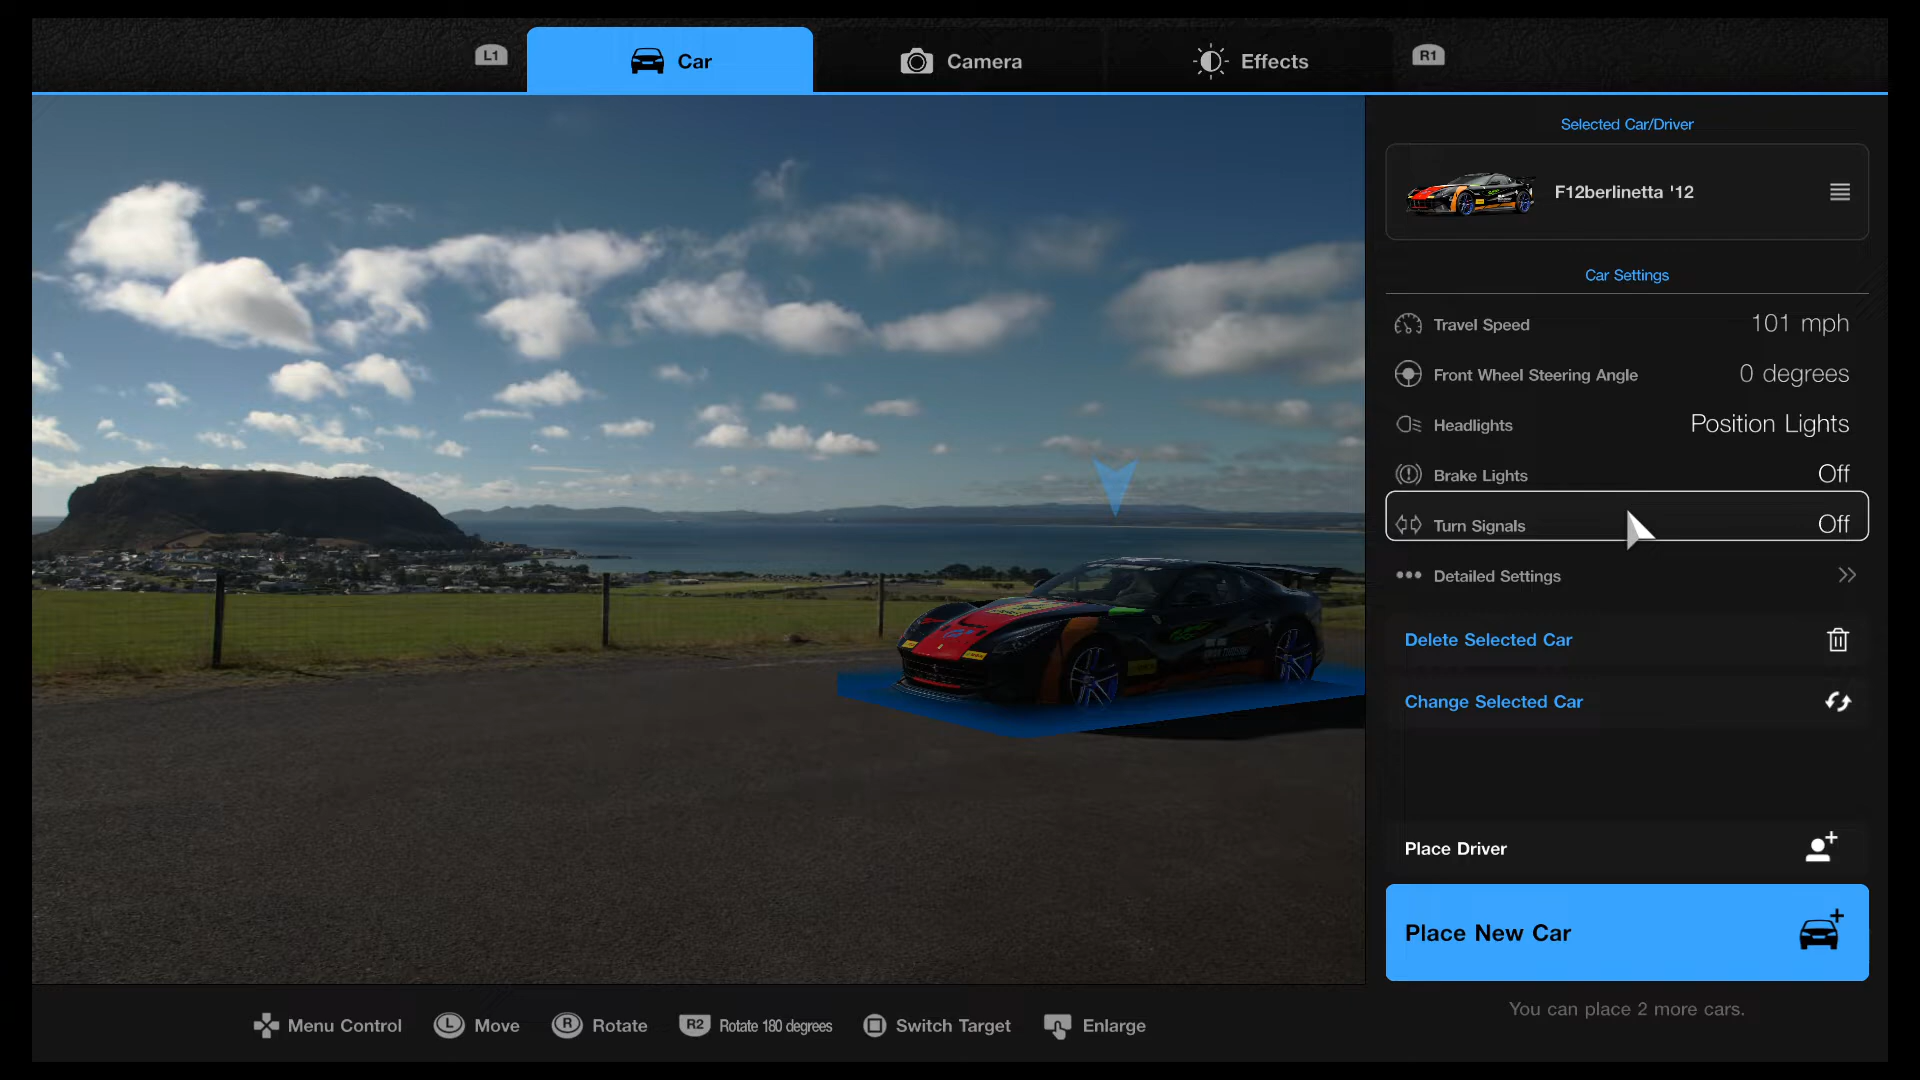 L1
Car
Camera
Effects
R1
Selected Car/Driver
F12berlinetta '12
Car Settings
Travel Speed 101 mph
Front Wheel Steering Angle 0 degrees
Headlights Position Lights
Brake Lights Off
Turn Signals Off
Detailed Settings
Delete Selected Car
Change Selected Car
Place Driver
Place New Car
You can place 2 more cars.
Menu Control
L Move
R Rotate
R2 Rotate 180 degrees
Switch Target
Enlarge